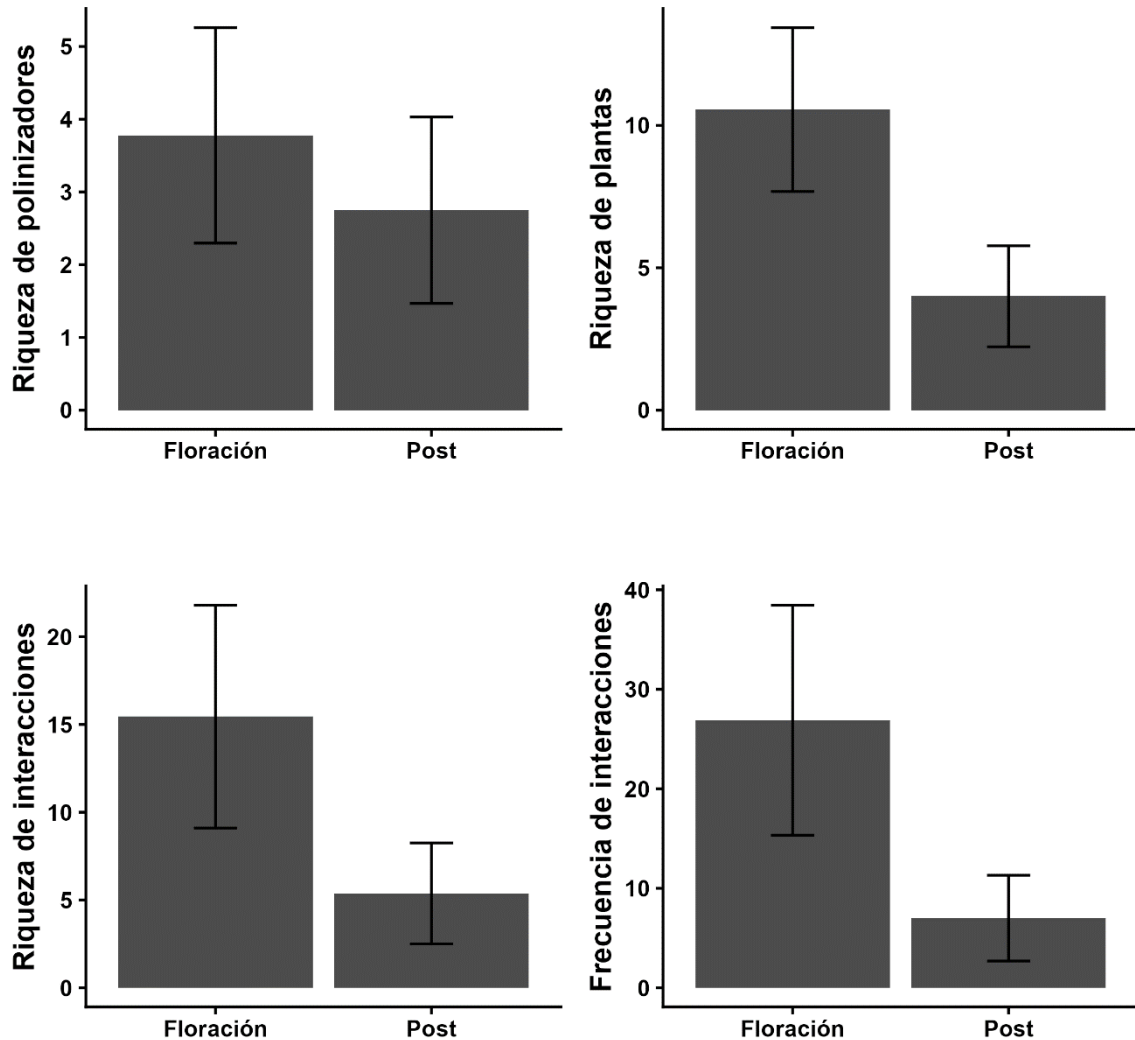 Riqueza de polinizadores
5
4
3
2
1
0
Floración
Post
Riqueza de plantas
10
5
0
Floración
Post
Riqueza de interacciones
20
15
10
5
0
Floración
Post
Frecuencia de interacciones
40
30
20
10
0
Floración
Post